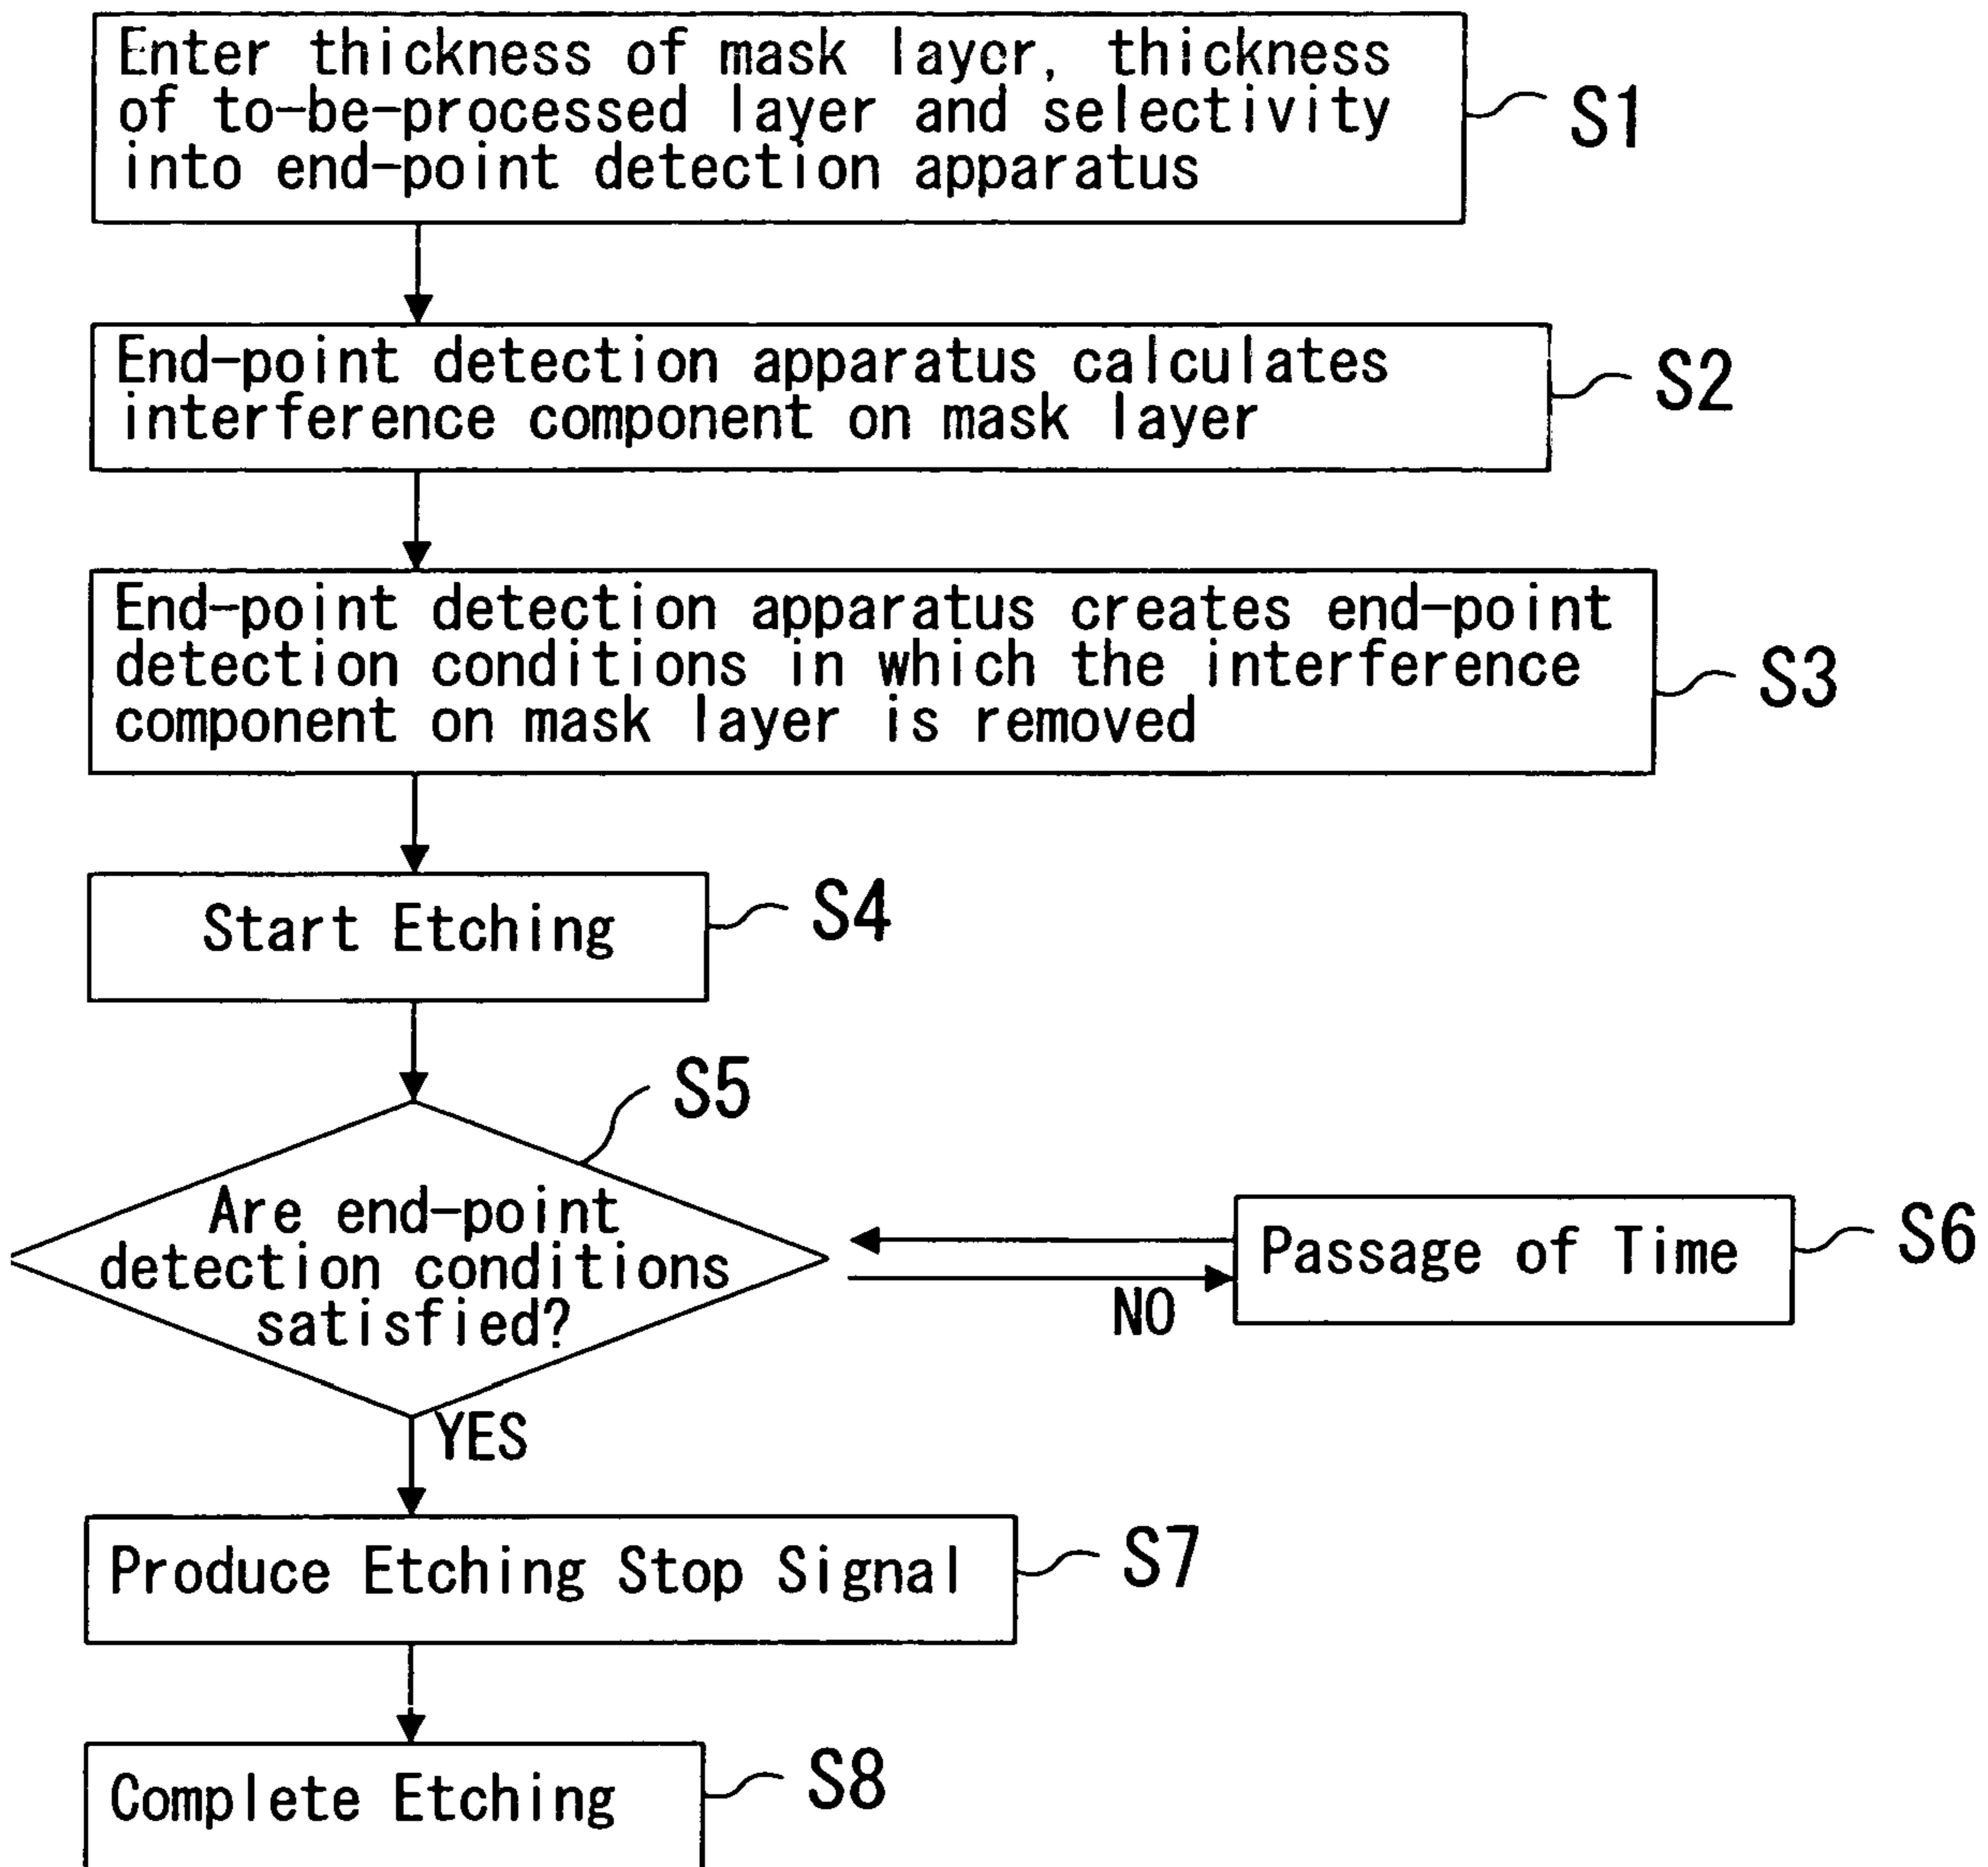 Enter thickness of mask layer, thickness
of to-be-processed layer and selectivity
into end-point detection apparatus
S1
End-point detection apparatus calculates
interference component on mask layer
S2
End-point detection apparatus creates end-point
detection conditions in which the interference
component on mask layer is removed
S3
Start Etching
S4
S5
Are end-point
detection conditions
satisfied?
Passage of Time
S6
NO
YES
Produce Etching Stop Signal
S7
Complete Etching
S8